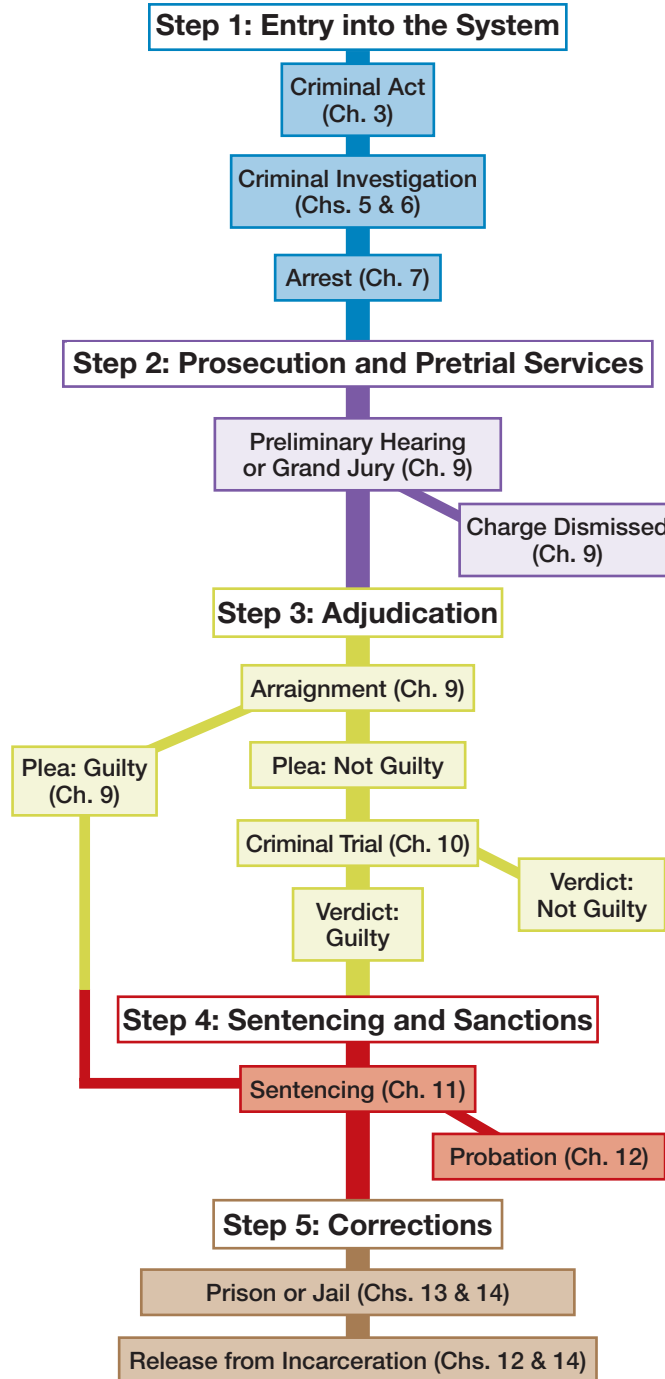 Step 1: Entry into the System
Criminal Act
(Ch. 3)
Criminal Investigation
(Chs. 5 & 6)
Arrest (Ch. 7)
Step 2: Prosecution and Pretrial Services
Preliminary Hearing
or Grand Jury (Ch. 9)
Charge Dismissed
(Ch. 9)
Step 3: Adjudication
Arraignment (Ch. 9)
Plea: Guilty
(Ch. 9)
Plea: Not Guilty
Criminal Trial (Ch. 10)
Verdict:
Not Guilty
Verdict:
Guilty
Step 4: Sentencing and Sanctions
Sentencing (Ch. 11)
Probation (Ch. 12)
Step 5: Corrections
Prison or Jail (Chs. 13 & 14)
Release from Incarceration (Chs. 12 & 14)